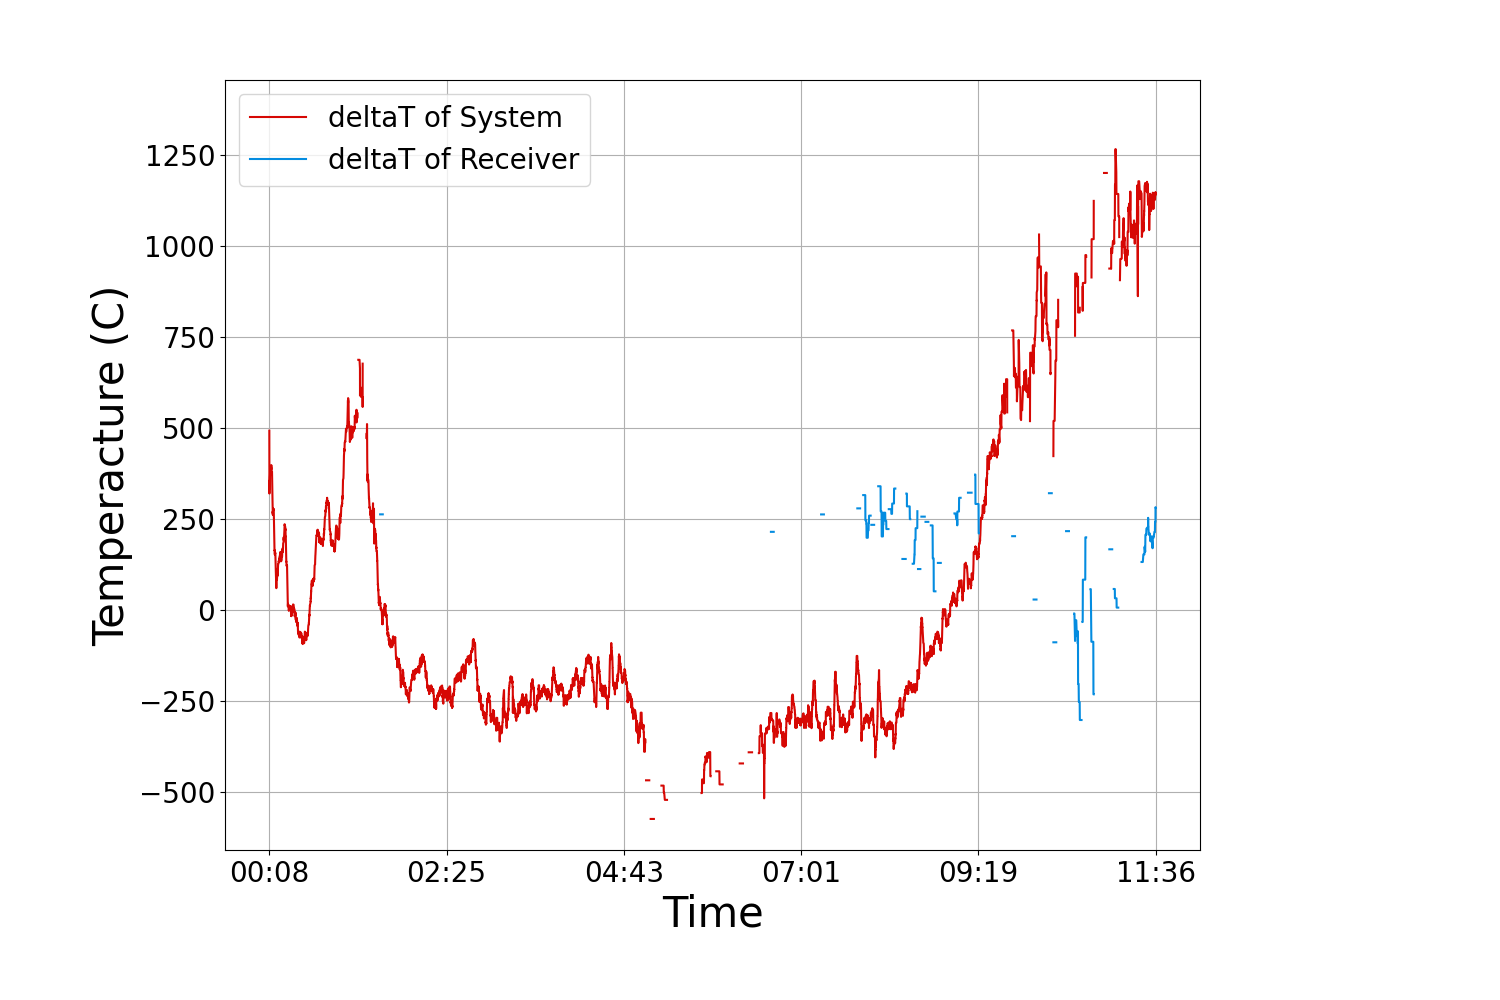 deltaT of System
deltaT of Receiver
1250
1000
750
500
250
0
−250
−500
Temperacture (C)
00:08 02:25 04:43 07:01 09:19 11:36
Time